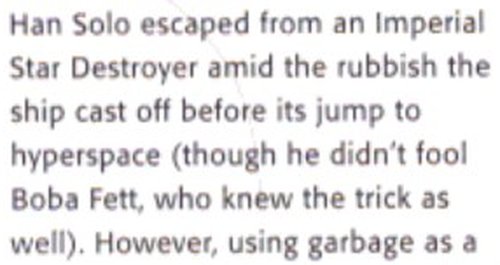 Han Solo escaped from an Imperial
Star Destroyer amid the rubbish the
ship cast off before its jump to
hyperspace (though he didn't fool
Boba Fett, who knew the trick as
well). However, using garbage as a